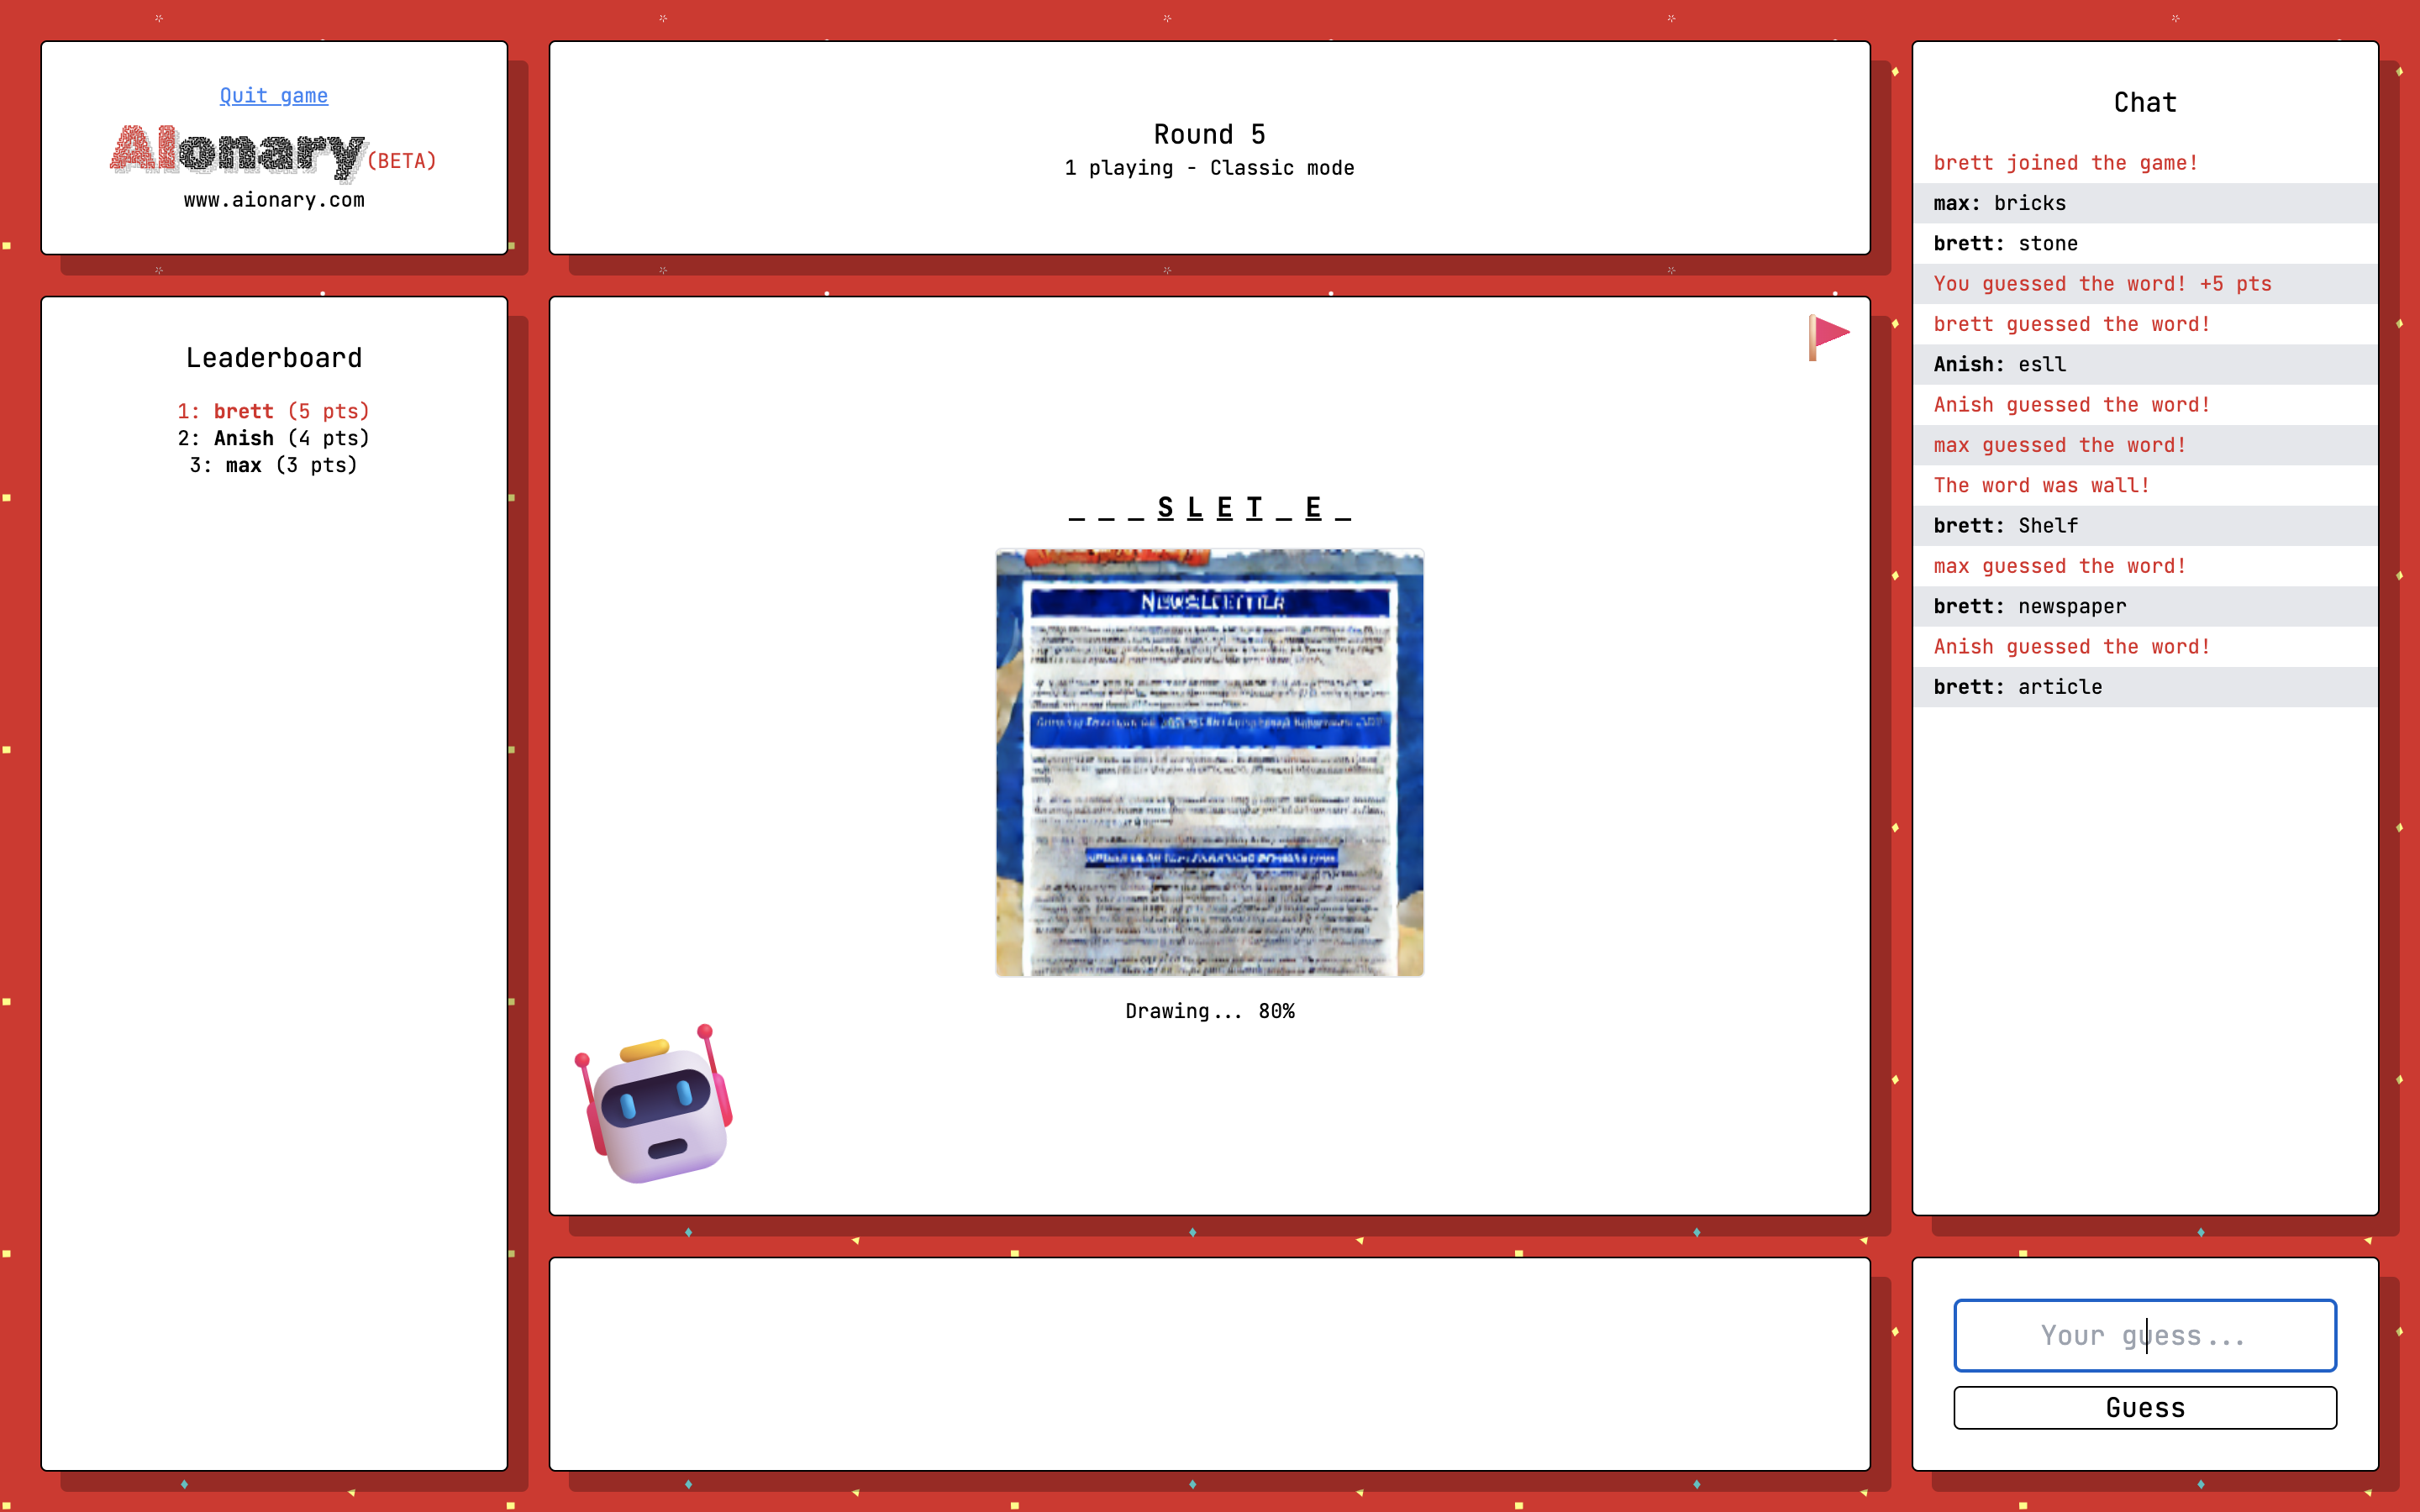 Quit game
AIonary(BETA)
www.aionary.com
Round 5
1 playing - Classic mode
Leaderboard
1: brett (5 pts)
2: Anish (4 pts)
3: max (3 pts)
_ _ _ S L E T _ E _
Drawing... 80%
Chat
brett joined the game!
max: bricks
brett: stone
You guessed the word! +5 pts
brett guessed the word!
Anish: esll
Anish guessed the word!
max guessed the word!
The word was wall!
brett: Shelf
max guessed the word!
brett: newspaper
Anish guessed the word!
brett: article
Your guess...
Guess